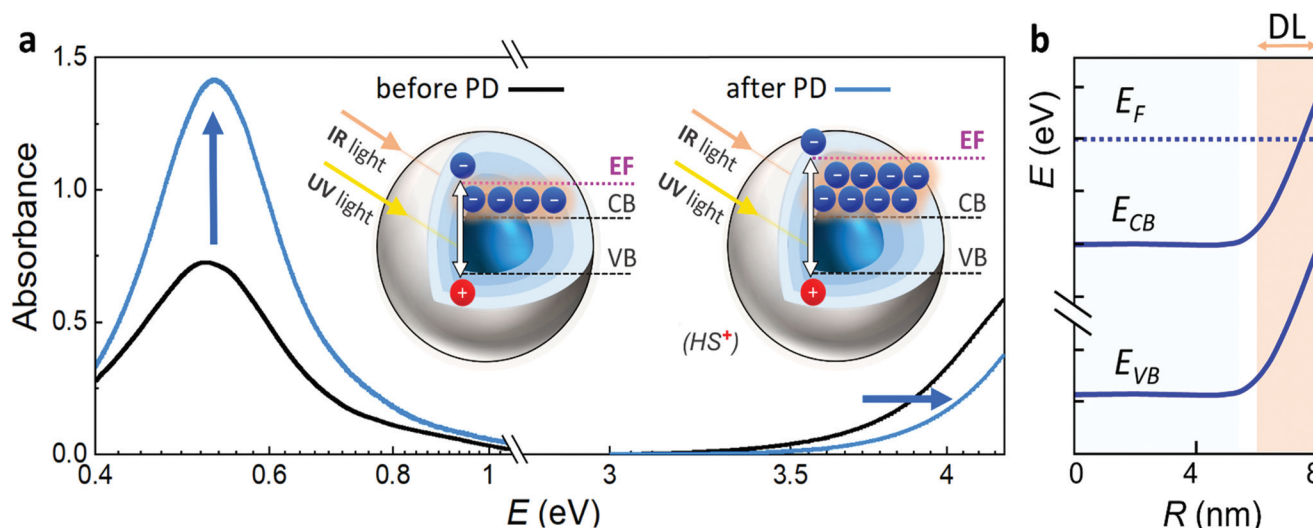 a
1.5
1.0
0.5
0.0
Absorbance
before PD
after PD
IR light
UV light
EF
CB
VB
−
− − − −
+
IR light
UV light
EF
CB
VB
−
− − − −
− − − −
+
(HS⁺)
0.4 0.6 0.8 1 3 3.5 4
E (eV)
b
DL
E (eV)
E_F
E_CB
E_VB
0 4 8
R (nm)